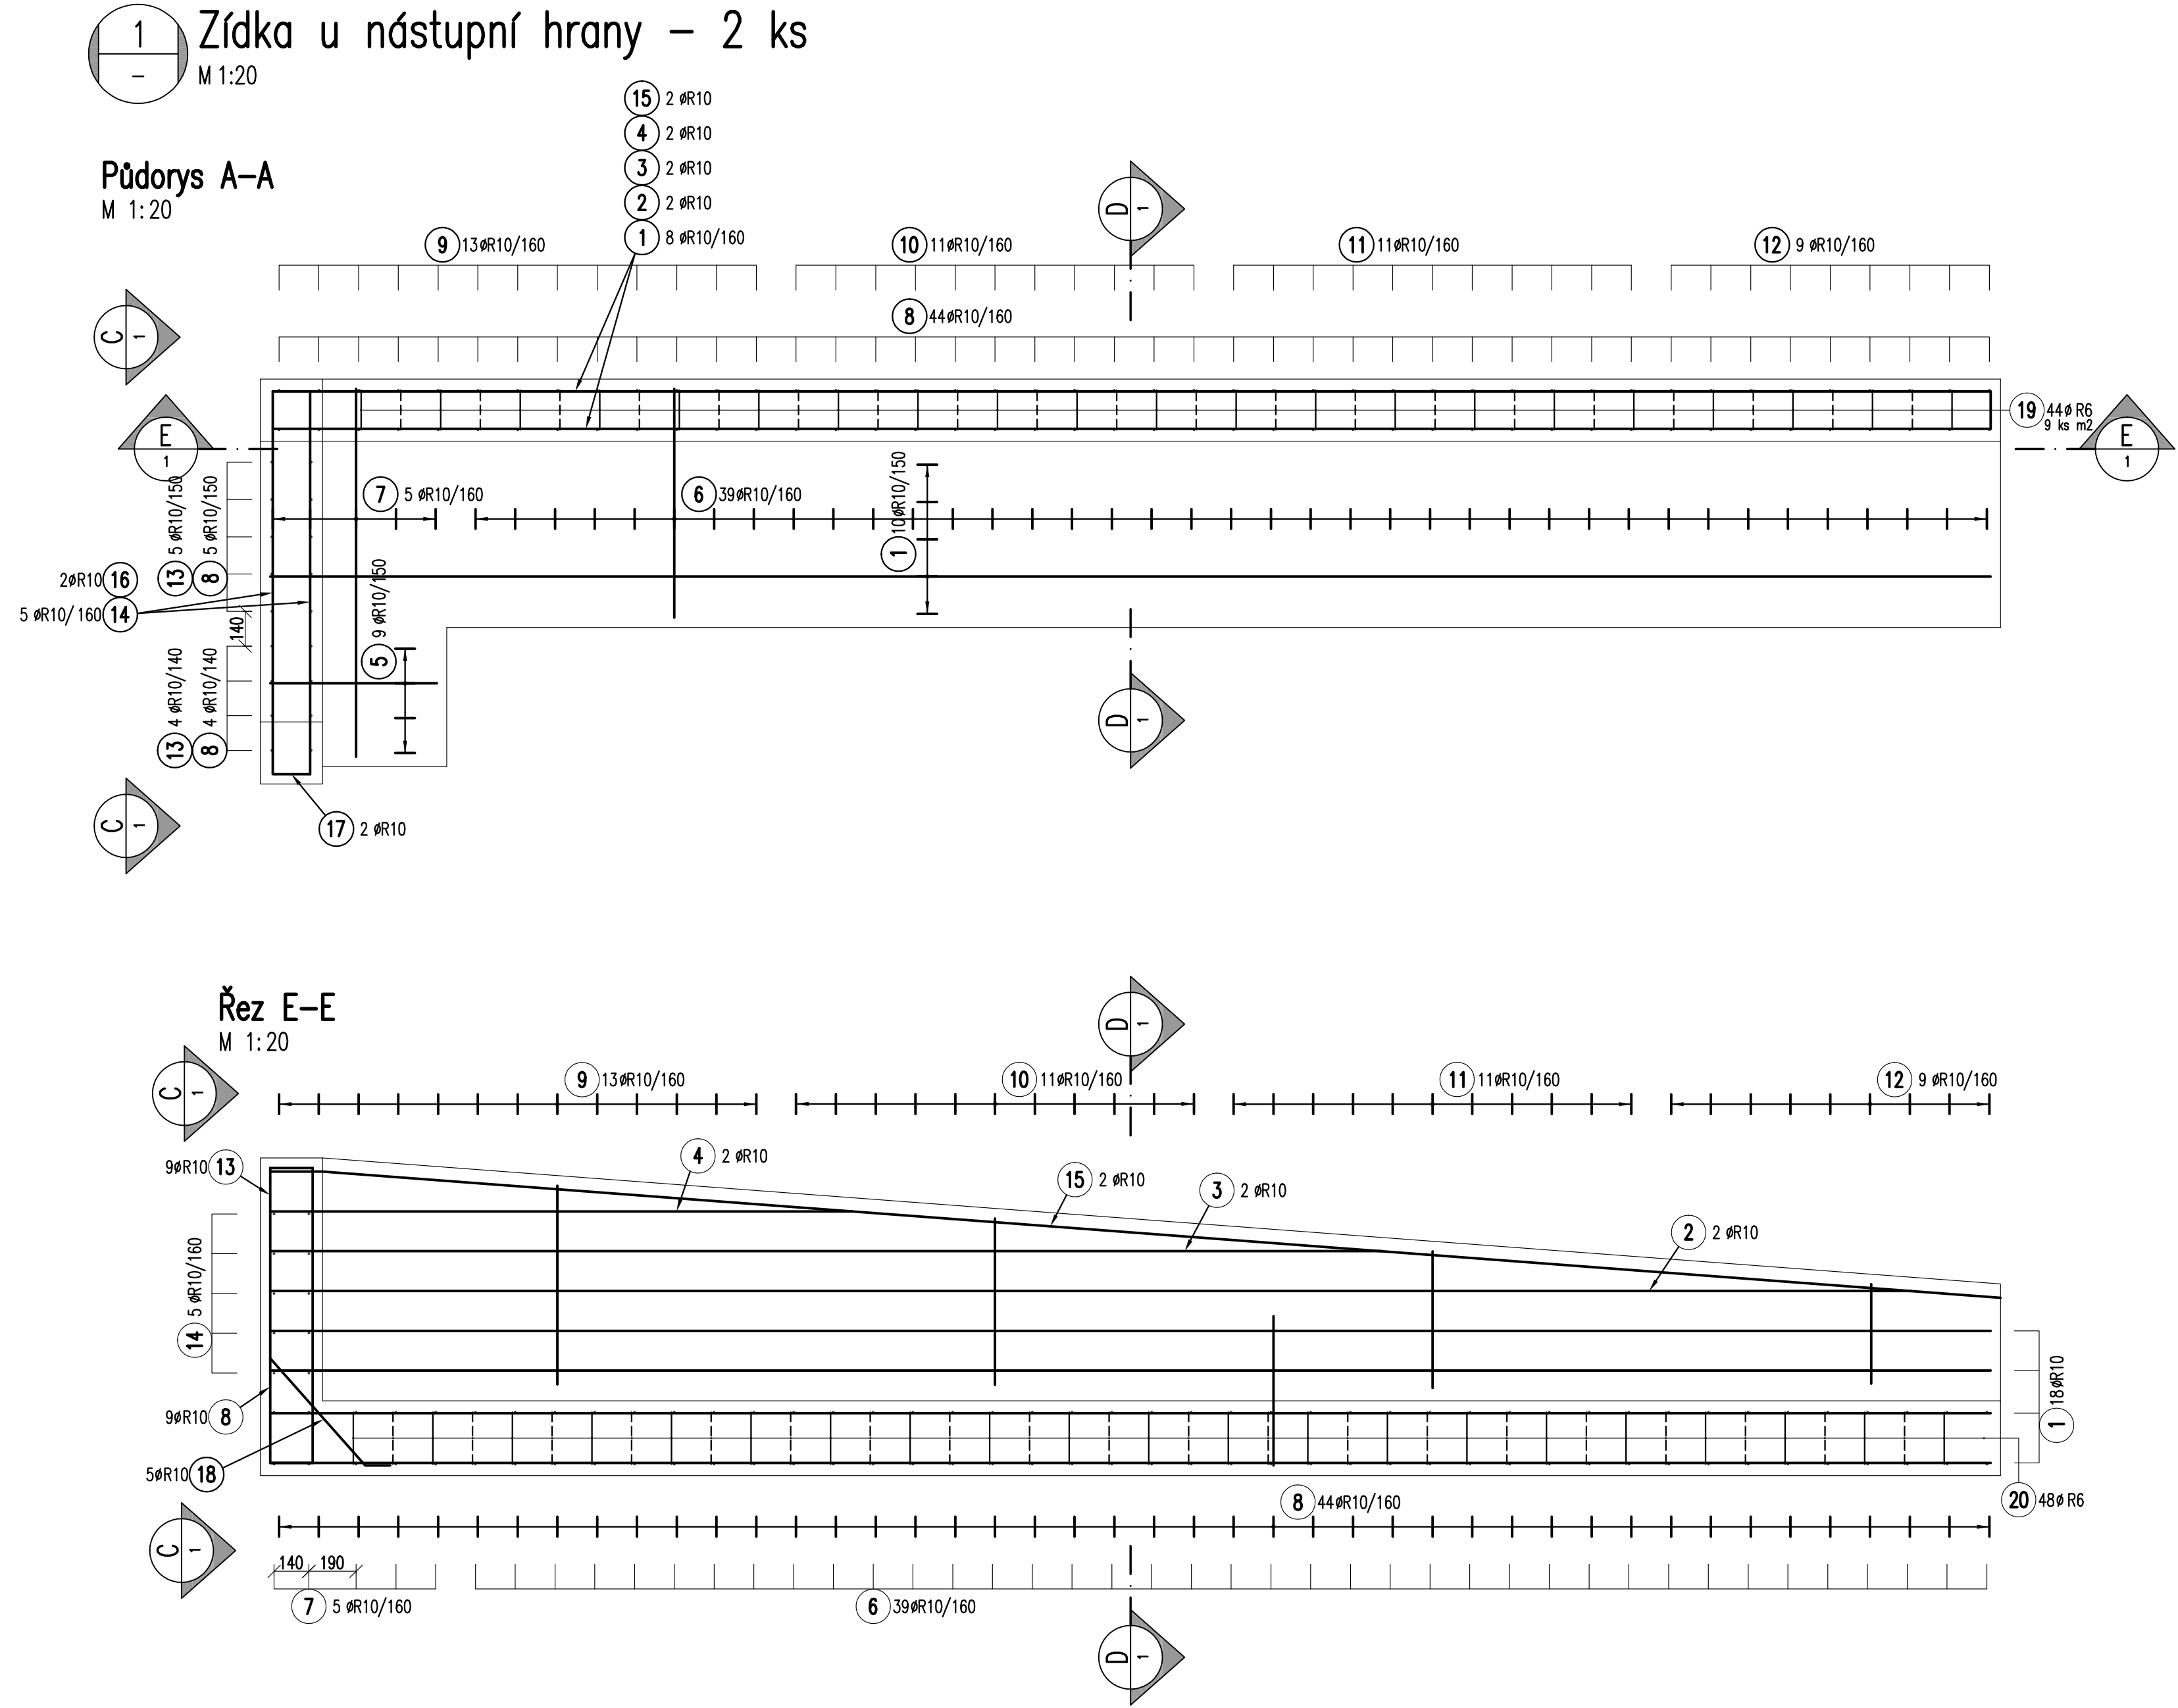 1
-
Zídka u nástupní hrany - 2 ks
M 1:20
Půdorys A-A
M 1:20
15 2 øR10
4 2 øR10
3 2 øR10
2 2 øR10
1 8 øR10/160
D
1
9 13øR10/160
10 11øR10/160
11 11øR10/160
12 9 øR10/160
8 44øR10/160
C
1
E
1
19 44ø R6
9 ks m2
E
1
7 5 øR10/160
6 39øR10/160
1 10øR10/150
13 5 øR10/150
8 5 øR10/150
2øR10 16
5 øR10/160 14
140
5 9 øR10/150
13 4 øR10/140
8 4 øR10/140
D
1
C
1
17 2 øR10
Řez E-E
M 1:20
D
1
C
1
9 13øR10/160
10 11øR10/160
11 11øR10/160
12 9 øR10/160
9øR10 13
4 2 øR10
15 2 øR10
3 2 øR10
2 2 øR10
14 5 øR10/160
1 18øR10
9øR10 8
5øR10 18
8 44øR10/160
20 48ø R6
C
1
140 190
7 5 øR10/160
6 39øR10/160
D
1